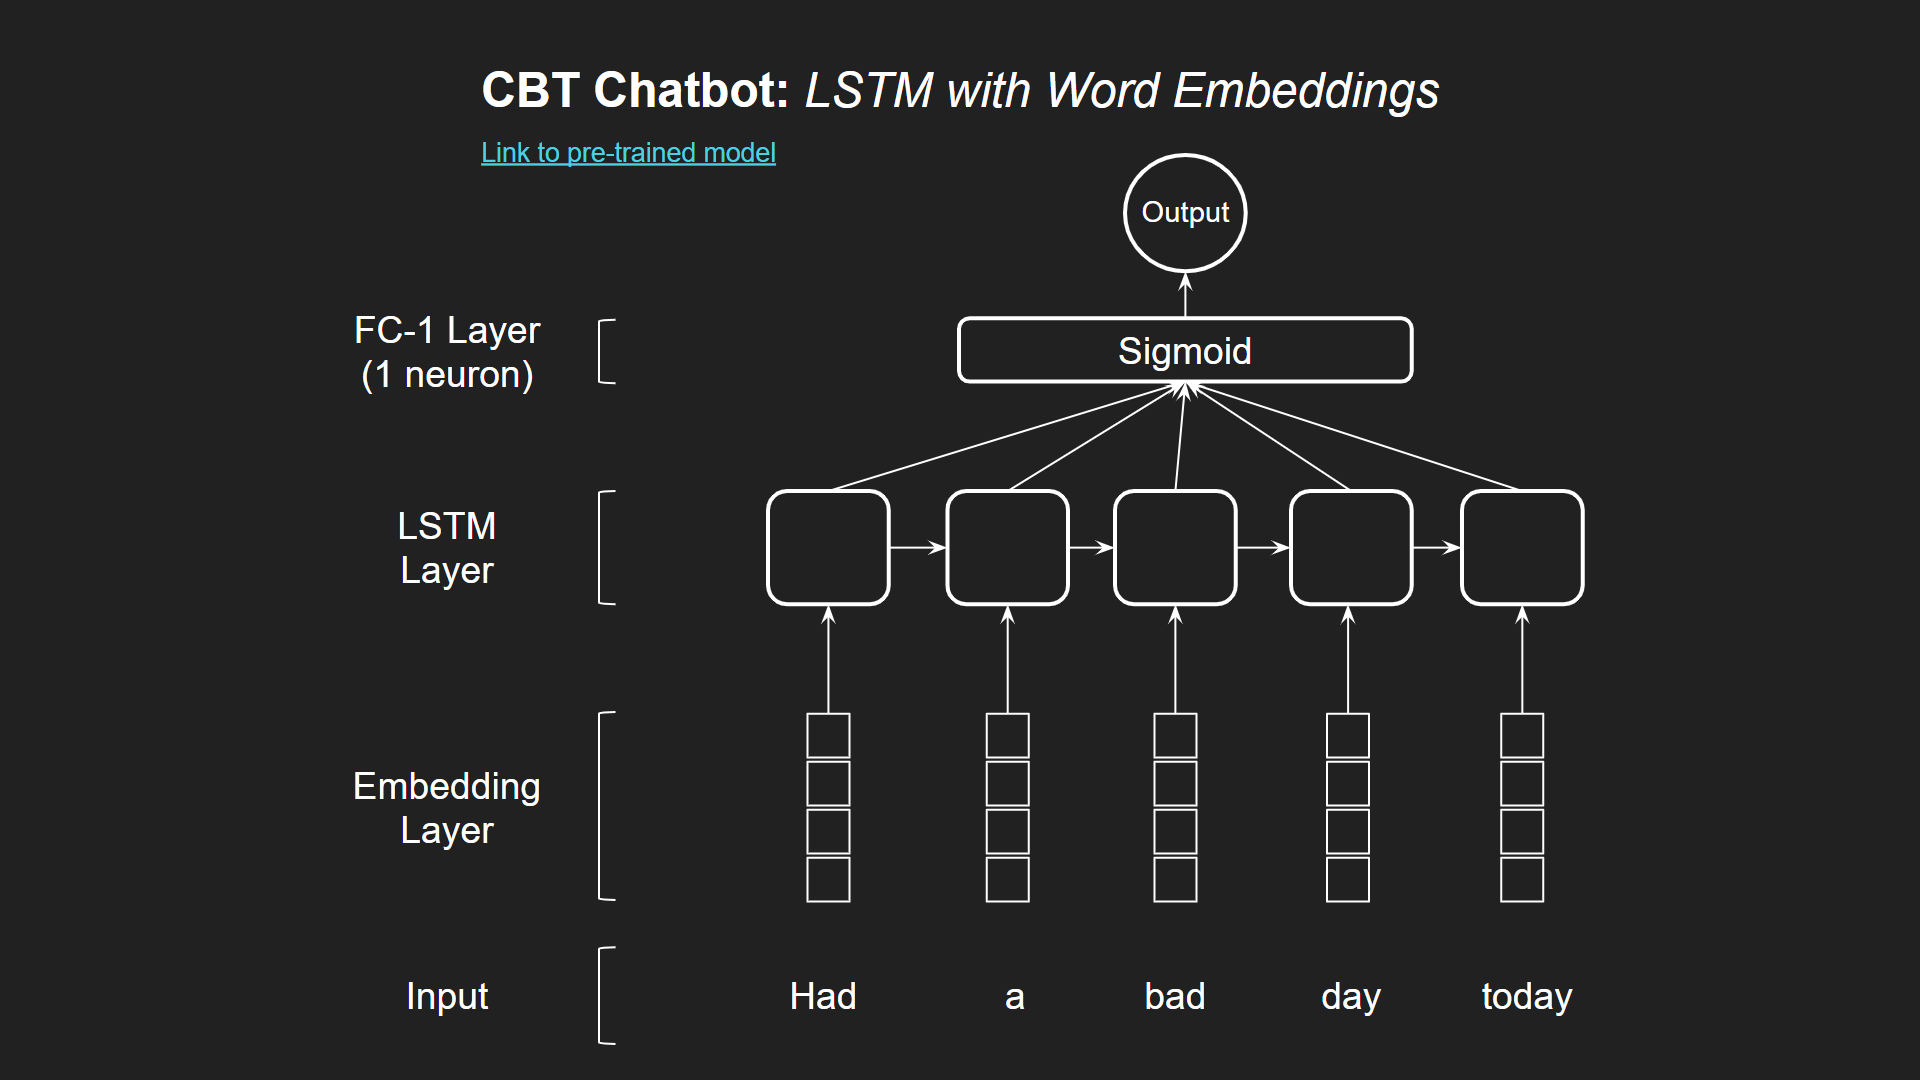 CBT Chatbot: LSTM with Word Embeddings
Link to pre-trained model
Output
FC-1 Layer
(1 neuron)
Sigmoid
LSTM
Layer
Embedding
Layer
Input
Had a bad day today